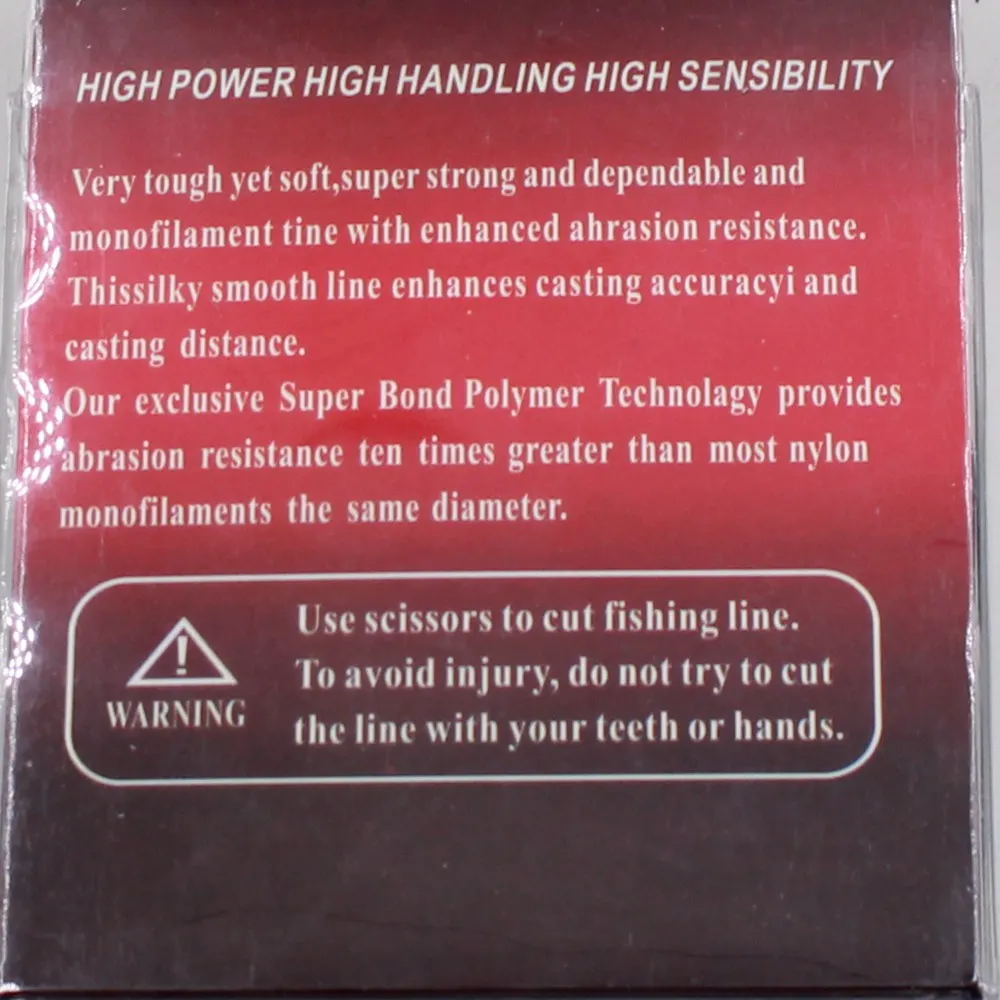 HIGH POWER HIGH HANDLING HIGH SENSIBILITY
Very tough yet soft,super strong and dependable and
monofilament tine with enhanced ahrasion resistance.
Thissilky smooth line enhances casting accuracyi and
casting distance.
Our exclusive Super Bond Polymer Technalagy provides
abrasion resistance ten times greater than most nylon
monofilaments the same diameter.
Use scissors to cut fishing line.
To avoid injury, do not try to cut
the line with your teeth or hands.
WARNING